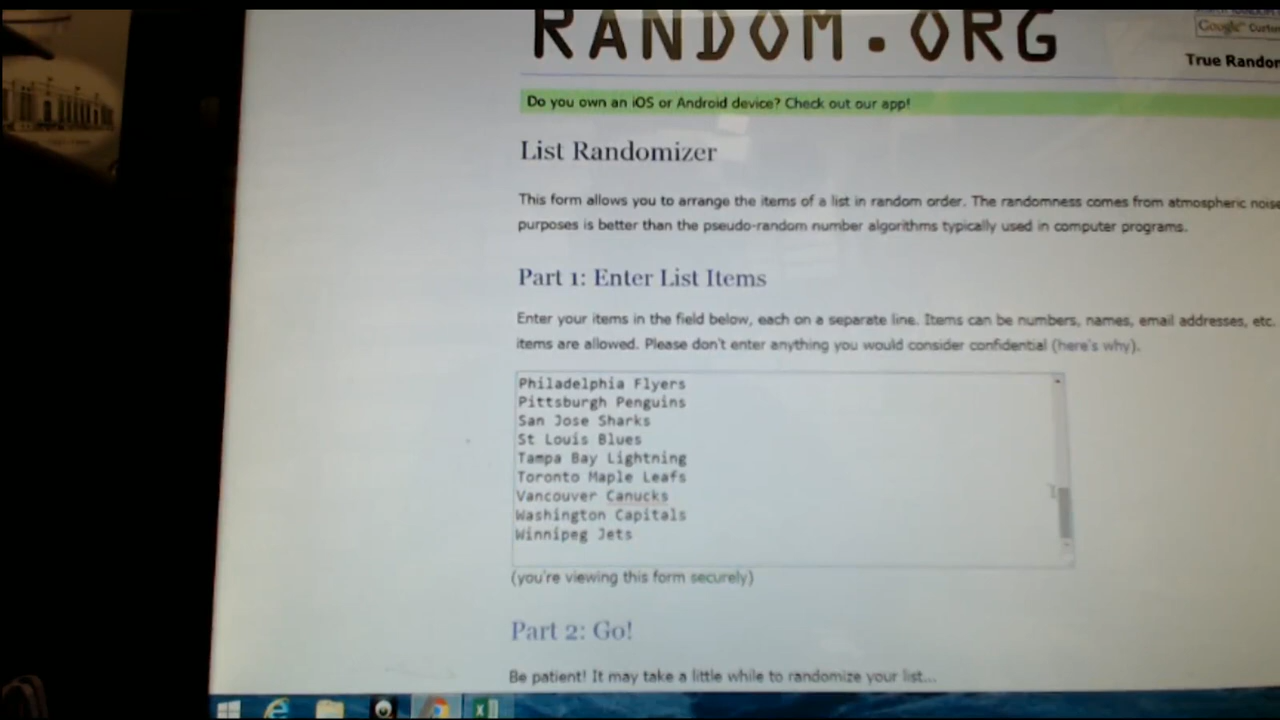 RANDOM.ORG
Google™ Custom
True Random
Do you own an iOS or Android device? Check out our app!
List Randomizer
This form allows you to arrange the items of a list in random order. The randomness comes from atmospheric noise
purposes is better than the pseudo-random number algorithms typically used in computer programs.
Part 1: Enter List Items
Enter your items in the field below, each on a separate line. Items can be numbers, names, email addresses, etc.
items are allowed. Please don't enter anything you would consider confidential (here's why).
Philadelphia Flyers
Pittsburgh Penguins
San Jose Sharks
St Louis Blues
Tampa Bay Lightning
Toronto Maple Leafs
Vancouver Canucks
Washington Capitals
Winnipeg Jets
(you're viewing this form securely)
Part 2: Go!
Be patient! It may take a little while to randomize your list...